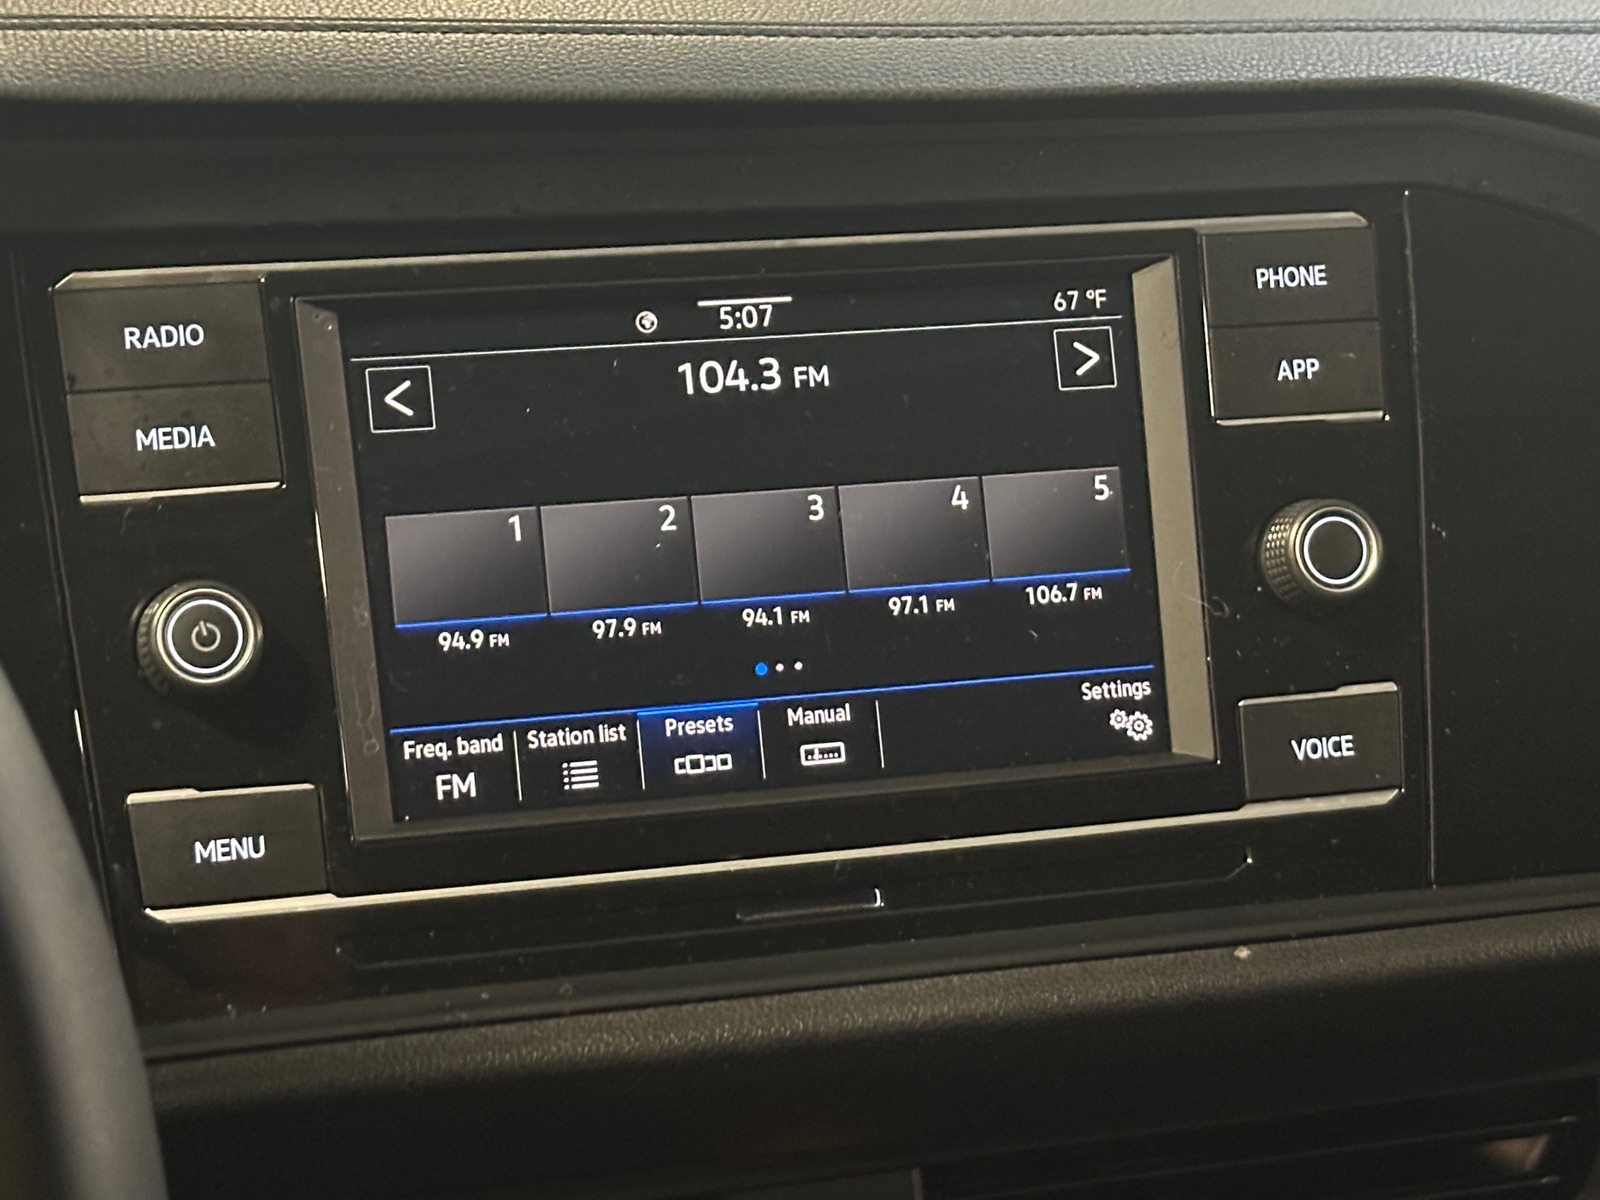 RADIO
MEDIA
MENU
5:07
67 °F
<
104.3 FM
>
1 2 3 4 5
94.9 FM 97.9 FM 94.1 FM 97.1 FM 106.7 FM
Freq. band Station list Presets Manual Settings
FM
PHONE
APP
VOICE